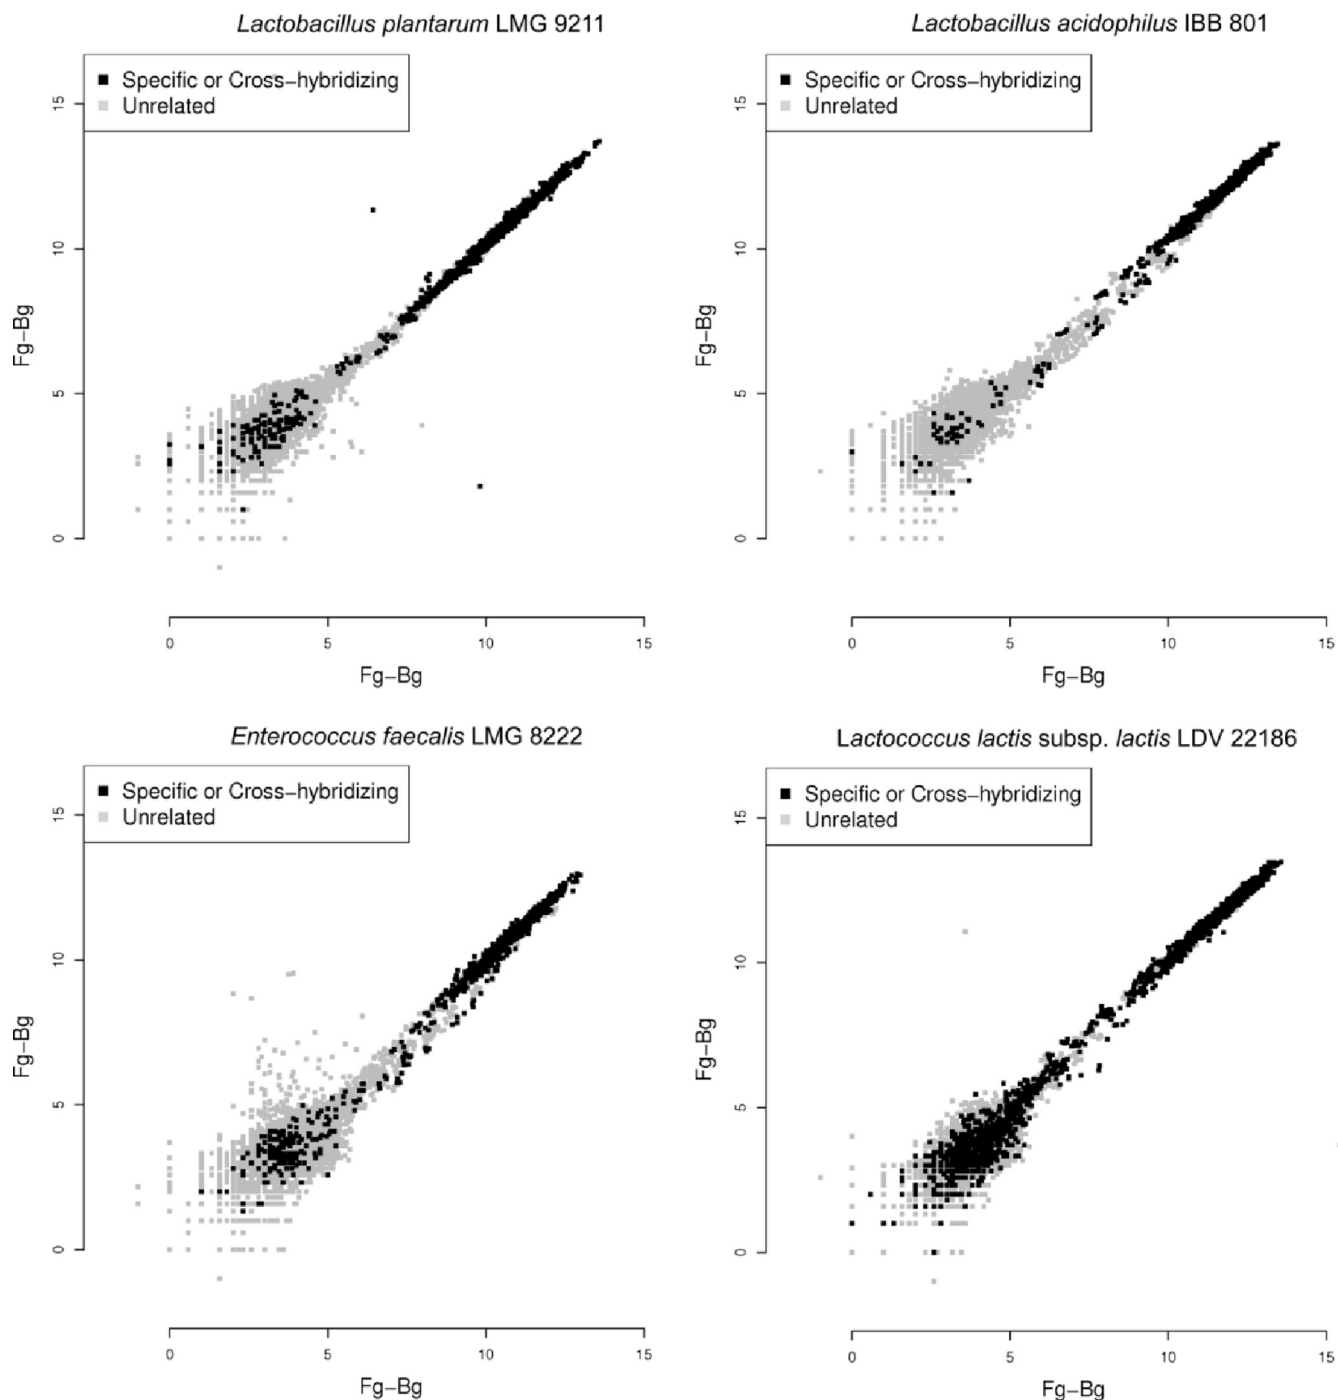 Lactobacillus plantarum LMG 9211
Specific or Cross-hybridizing
Unrelated
15
10
5
0
Fg-Bg
0 5 10 15
Fg-Bg
Lactobacillus acidophilus IBB 801
Specific or Cross-hybridizing
Unrelated
15
10
5
0
Fg-Bg
0 5 10 15
Fg-Bg
Enterococcus faecalis LMG 8222
Specific or Cross-hybridizing
Unrelated
15
10
5
0
Fg-Bg
0 5 10 15
Fg-Bg
Lactococcus lactis subsp. lactis LDV 22186
Specific or Cross-hybridizing
Unrelated
15
10
5
0
Fg-Bg
0 5 10 15
Fg-Bg